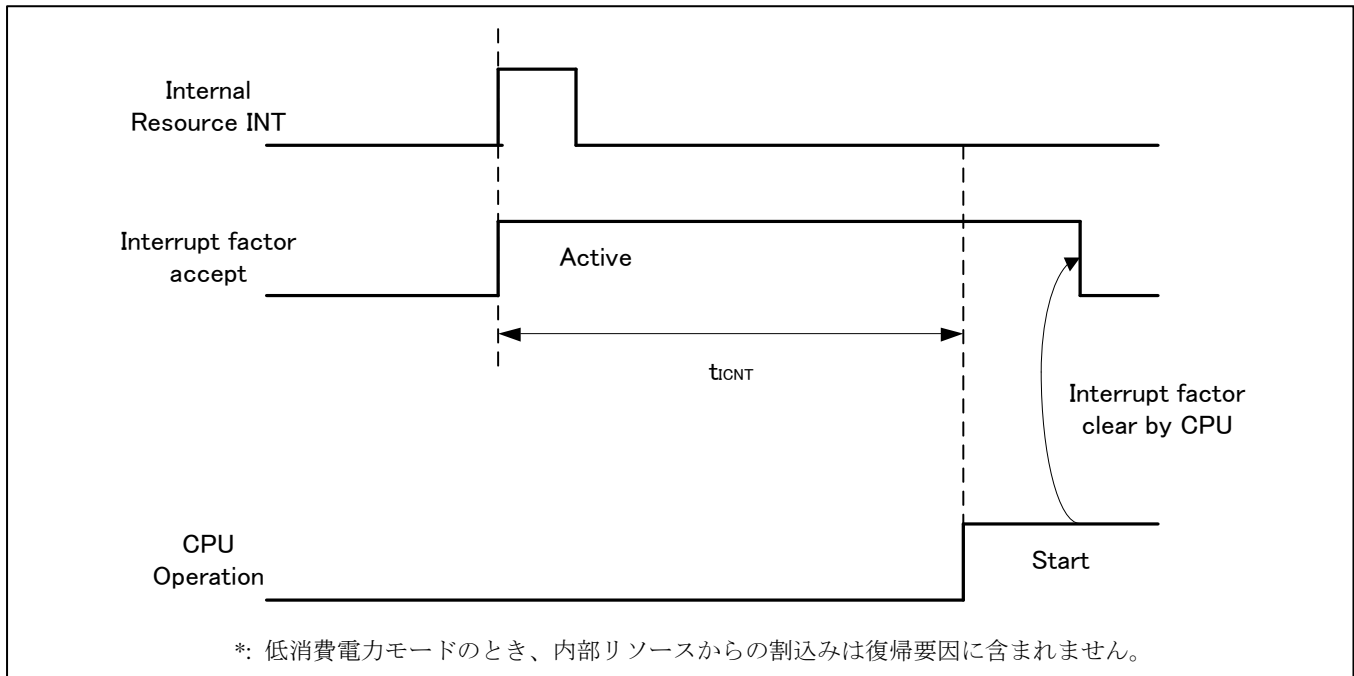 Internal
Resource INT
Interrupt factor
accept
Active
tICNT
Interrupt factor
clear by CPU
CPU
Operation
Start
*: 低消費電力モードのとき、内部リソースからの割込みは復帰要因に含まれません。